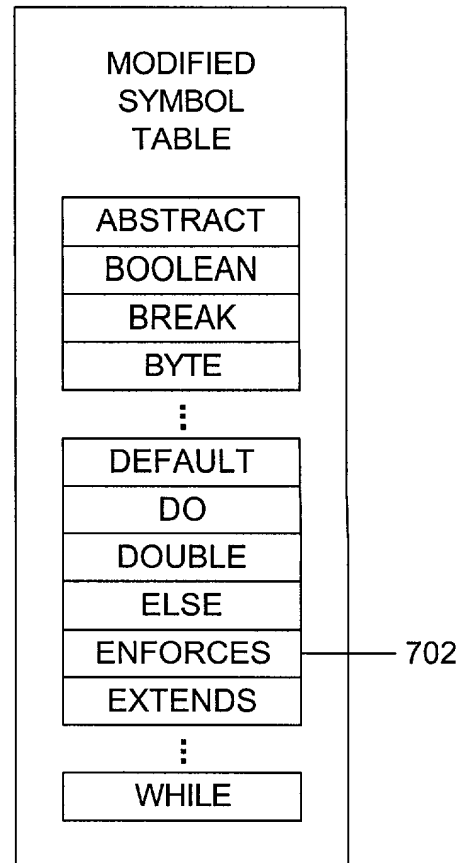 MODIFIED
SYMBOL
TABLE
ABSTRACT
BOOLEAN
BREAK
BYTE
⋮
DEFAULT
DO
DOUBLE
ELSE
ENFORCES 702
EXTENDS
⋮
WHILE